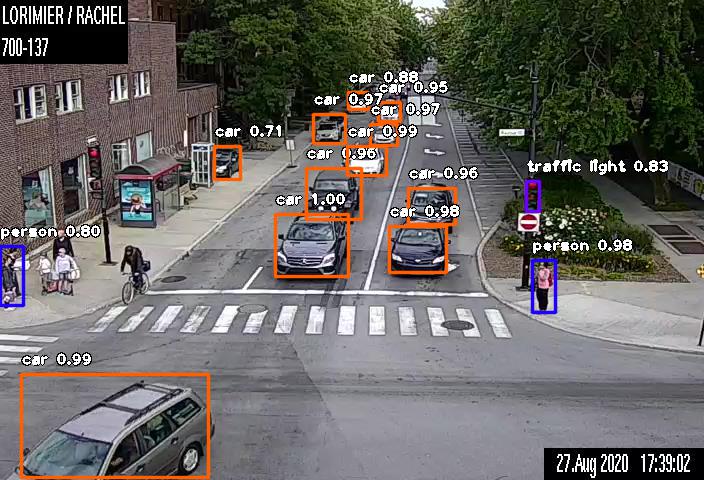 LORIMIER / RACHEL
700-137
car 0.88
car 0.95
car 0.97
car 0.97
car 0.71
car 0.99
car 0.96
car 0.96
traffic light 0.83
car 1.00
car 0.98
person 0.80
person 0.98
car 0.99
27.Aug 2020 17:39:02